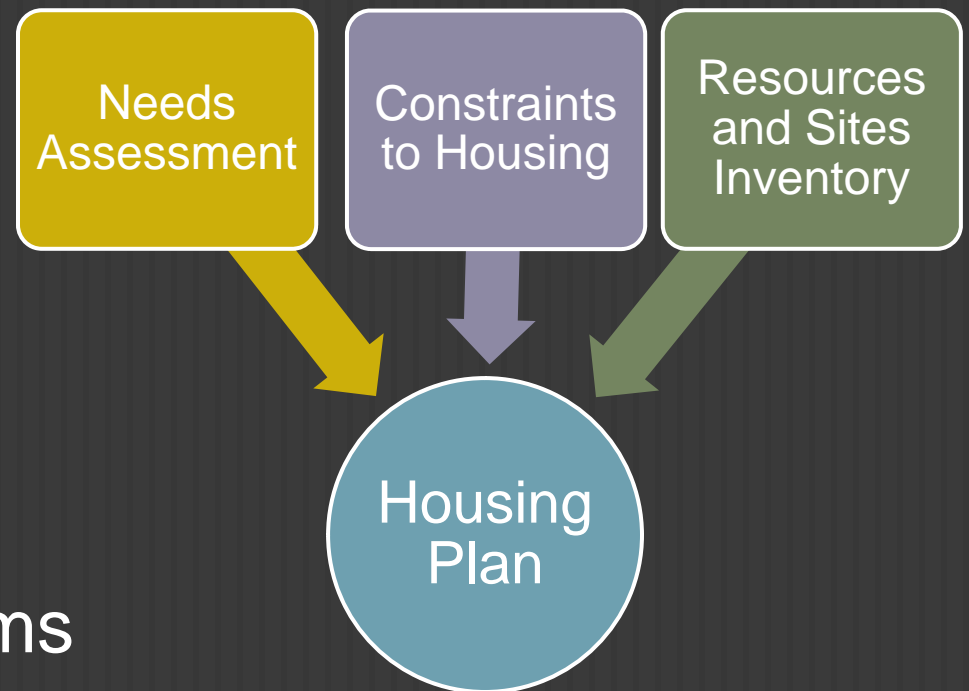 Needs
Assessment
Constraints
to Housing
Resources
and Sites
Inventory
Housing
Plan
ms